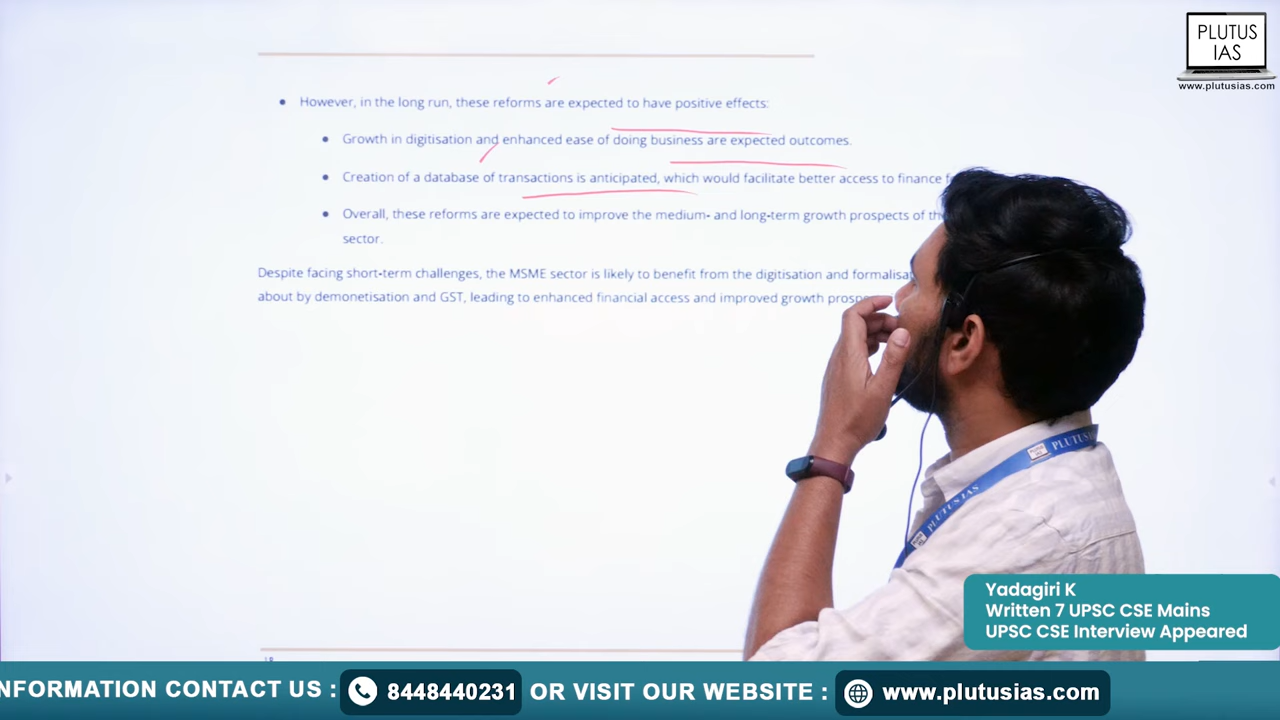 PLUTUS
IAS
www.plutusias.com
• However, in the long run, these reforms are expected to have positive effects:
• Growth in digitisation and enhanced ease of doing business are expected outcomes.
• Creation of a database of transactions is anticipated, which would facilitate better access to finance
• Overall, these reforms are expected to improve the medium- and long-term growth prospects of
sector.
Despite facing short-term challenges, the MSME sector is likely to benefit from the digitisation and
about by demonetisation and GST, leading to enhanced financial access and improved growth
PLUTUS
PLUTUS IAS
Yadagiri K
Written 7 UPSC CSE Mains
UPSC CSE Interview Appeared
18
NFORMATION CONTACT US : 8448440231 OR VISIT OUR WEBSITE : www.plutusias.com